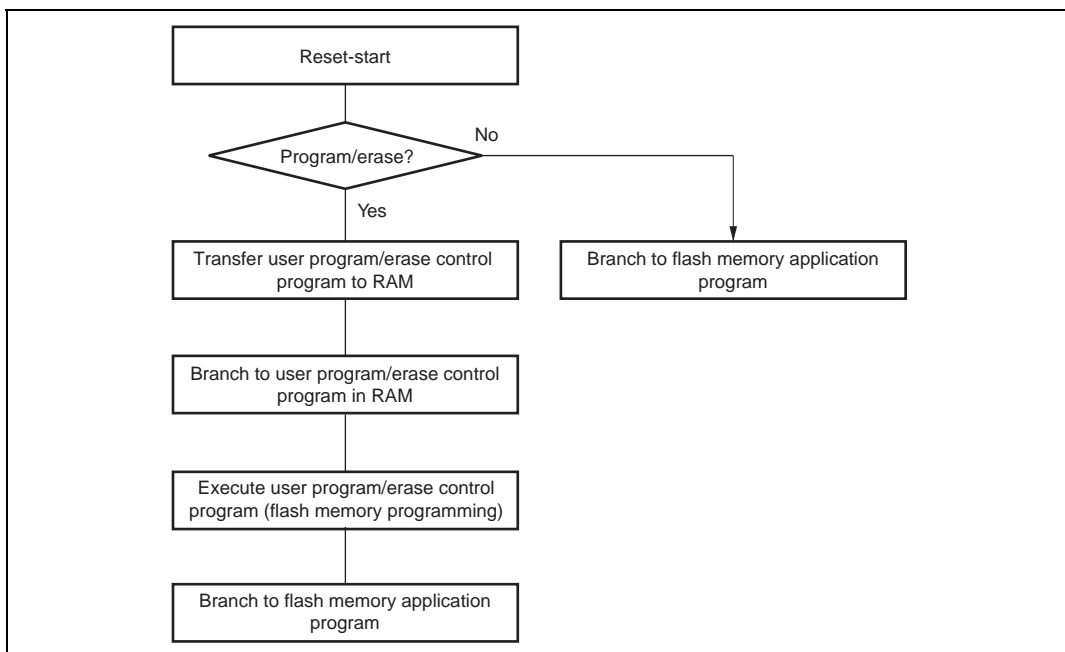 Reset-start
Program/erase?
No
Yes
Transfer user program/erase control
program to RAM
Branch to flash memory application
program
Branch to user program/erase control
program in RAM
Execute user program/erase control
program (flash memory programming)
Branch to flash memory application
program